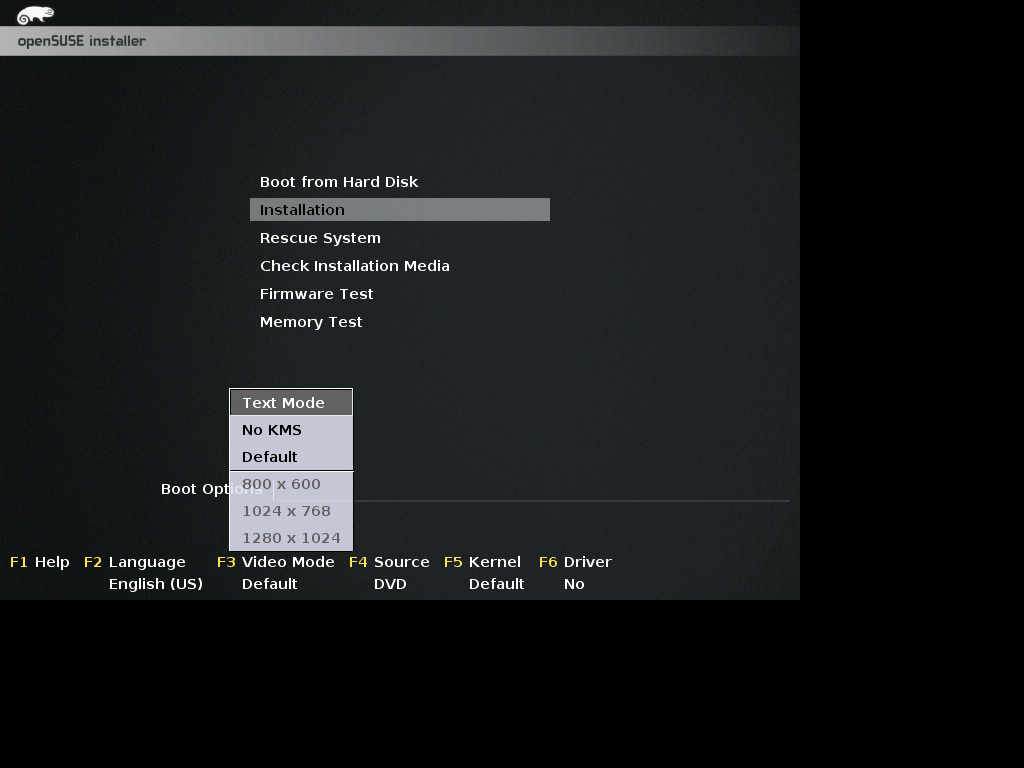 openSUSE installer
Boot from Hard Disk
Installation
Rescue System
Check Installation Media
Firmware Test
Memory Test
Text Mode
No KMS
Default
800 x 600
1024 x 768
1280 x 1024
Boot Options
F1 Help F2 Language F3 Video Mode F4 Source F5 Kernel F6 Driver
English (US) Default DVD Default No